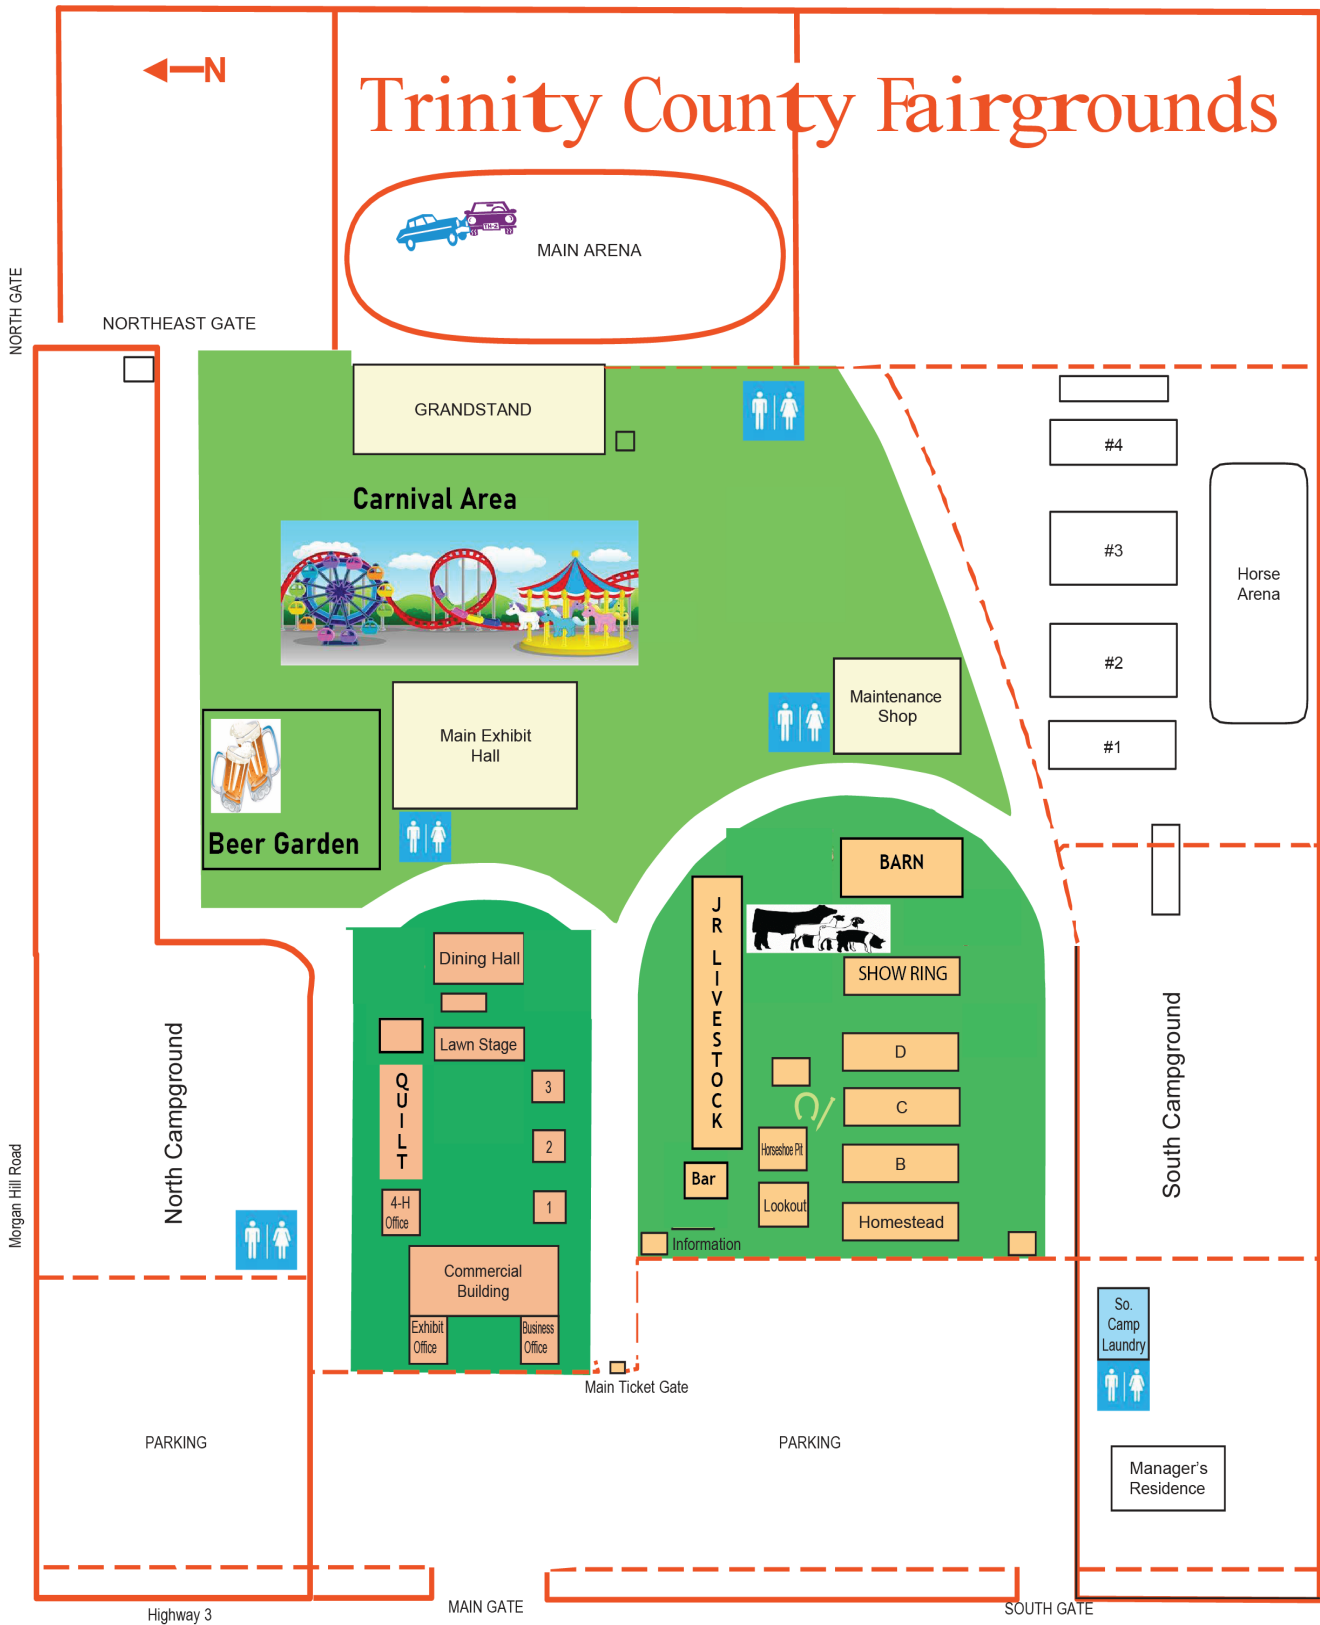 N
Trinity County Fairgrounds
TH-2
MAIN ARENA
NORTH GATE
NORTHEAST GATE
GRANDSTAND
#4
Carnival Area
#3
Horse
Arena
#2
Maintenance
Shop
Main Exhibit
Hall
#1
Beer Garden
BARN
JR LIVESTOCK
SHOW RING
Dining Hall
Lawn Stage
D
QUILT
3
C
Horseshoe Pit
2
B
North Campground
South Campground
Morgan Hill Road
Bar
4-H
Office
1
Lookout
Homestead
Information
Commercial
Building
Exhibit
Office
Business
Office
So.
Camp
Laundry
Main Ticket Gate
PARKING
PARKING
Manager's
Residence
Highway 3
MAIN GATE
SOUTH GATE